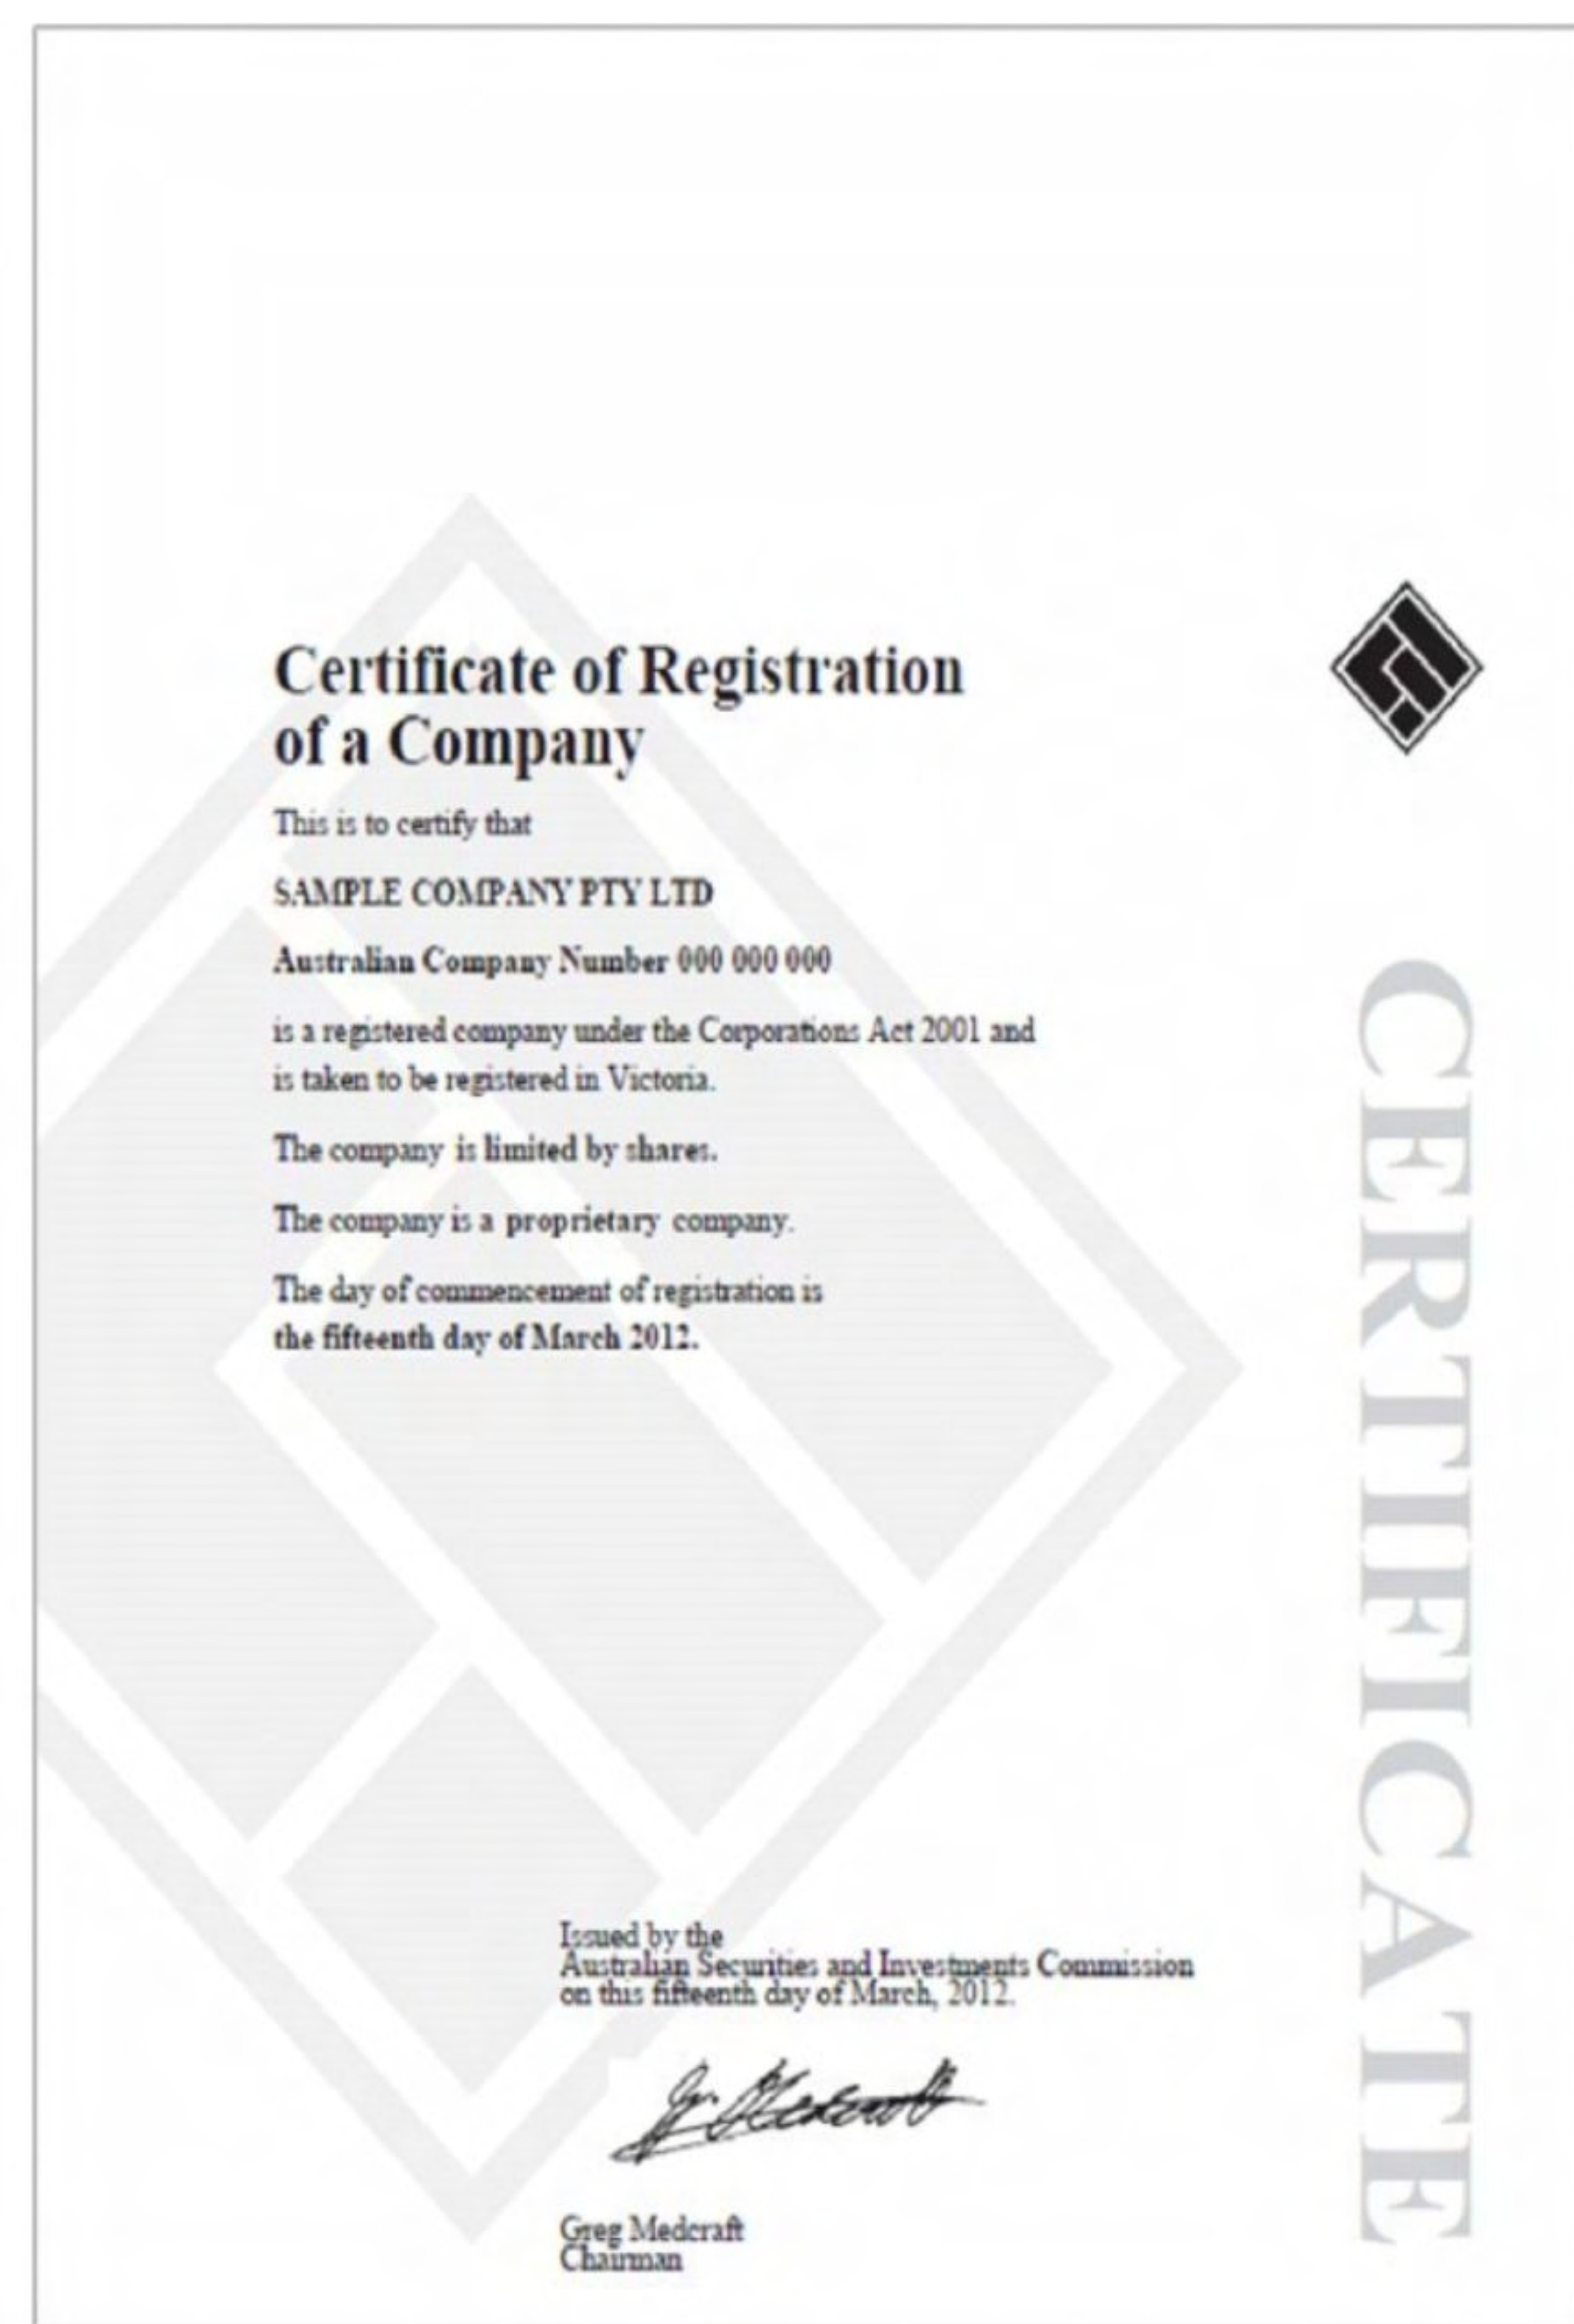 Certificate of Registration
of a Company
This is to certify that
SAMPLE COMPANY PTY LTD
Australian Company Number 000 000 000
is a registered company under the Corporations Act 2001 and
is taken to be registered in Victoria.
The company is limited by shares.
The company is a proprietary company.
The day of commencement of registration is
the fifteenth day of March 2012.
Issued by the
Australian Securities and Investments Commission
on this fifteenth day of March, 2012.
G. Medcraft
Greg Medcraft
Chairman
CERTIFICATE